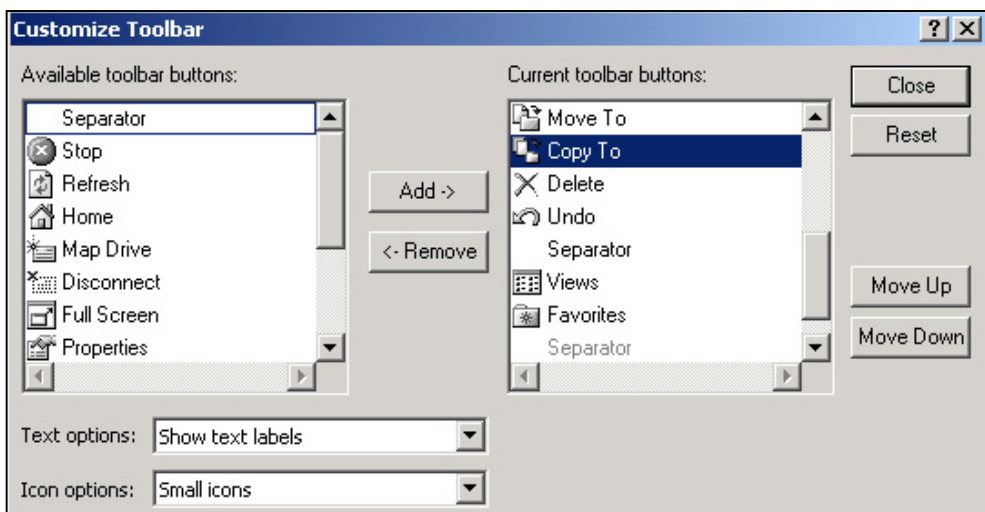 Customize Toolbar
Available toolbar buttons:
Separator
Stop
Refresh
Home
Map Drive
Disconnect
Full Screen
Properties
Add ->
<- Remove
Current toolbar buttons:
Move To
Copy To
Delete
Undo
Separator
Views
Favorites
Separator
Close
Reset
Move Up
Move Down
Text options: Show text labels
Icon options: Small icons